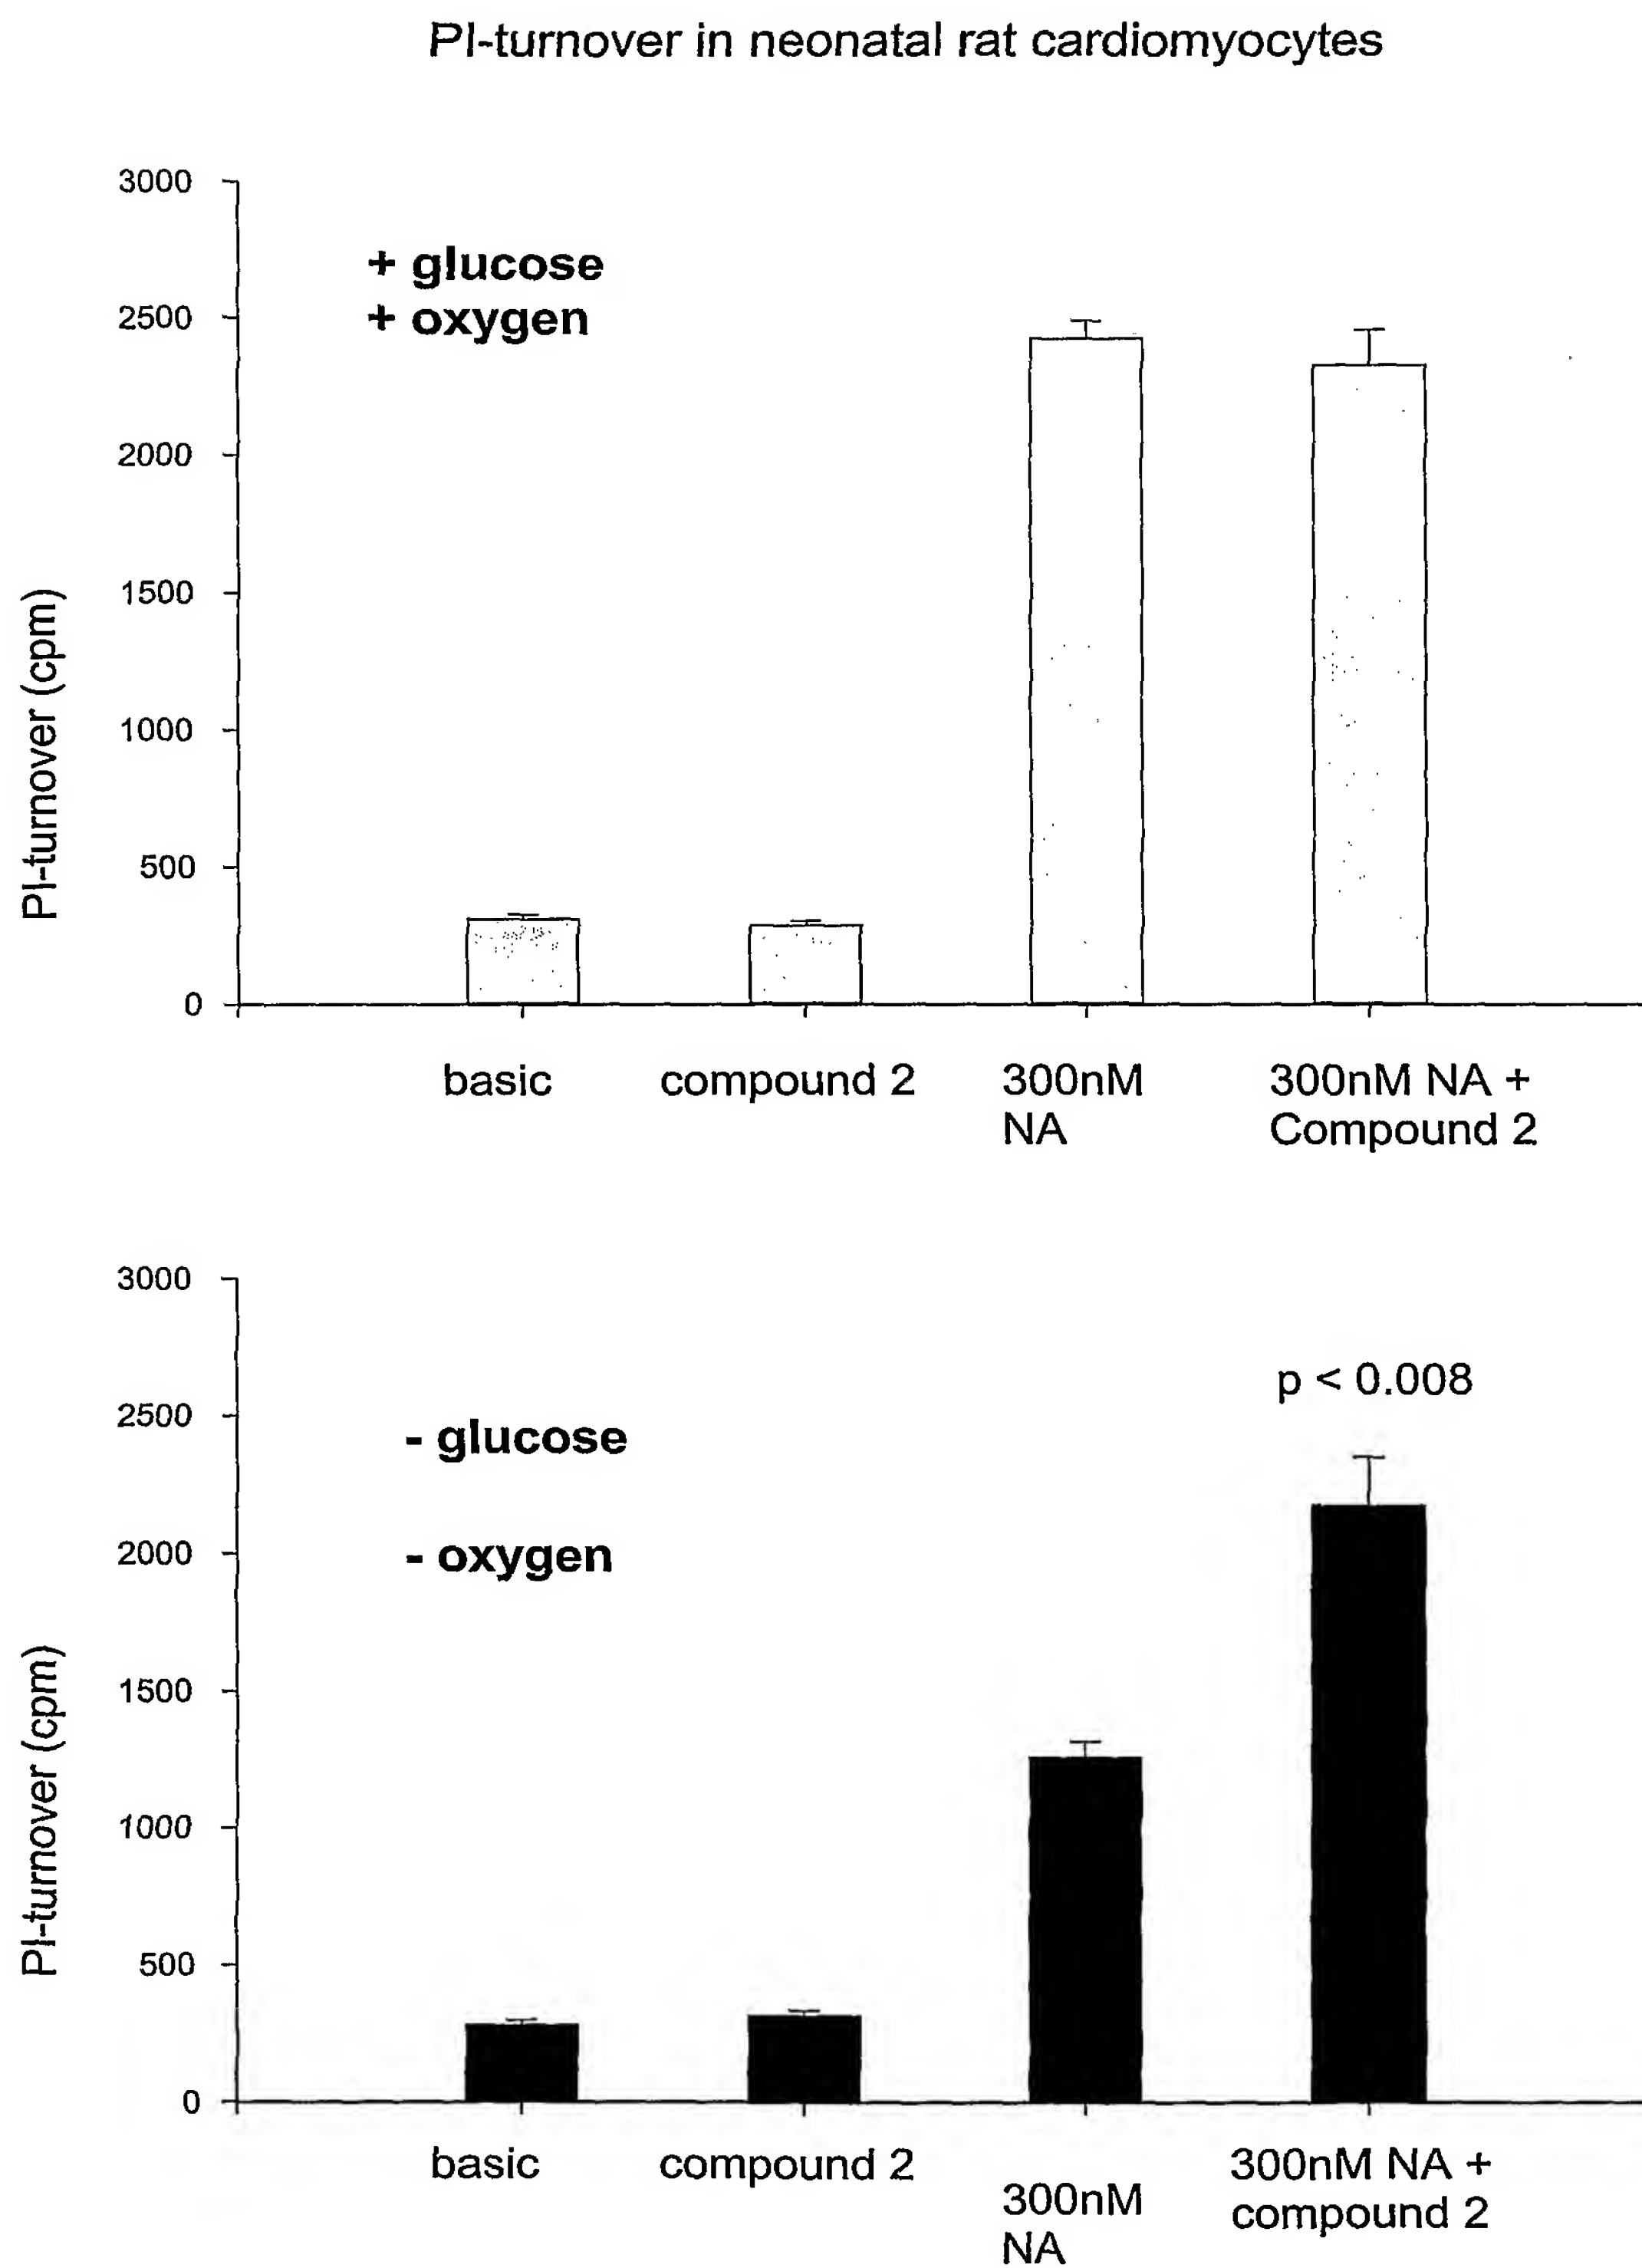 PI-turnover in neonatal rat cardiomyocytes
3000
+ glucose
2500
+ oxygen
2000
1500
1000
500
0
PI-turnover (cpm)
basic
compound 2
300nM
NA
300nM NA +
Compound 2
3000
p < 0.008
2500
- glucose
2000
- oxygen
1500
1000
500
0
PI-turnover (cpm)
basic
compound 2
300nM
NA
300nM NA +
compound 2